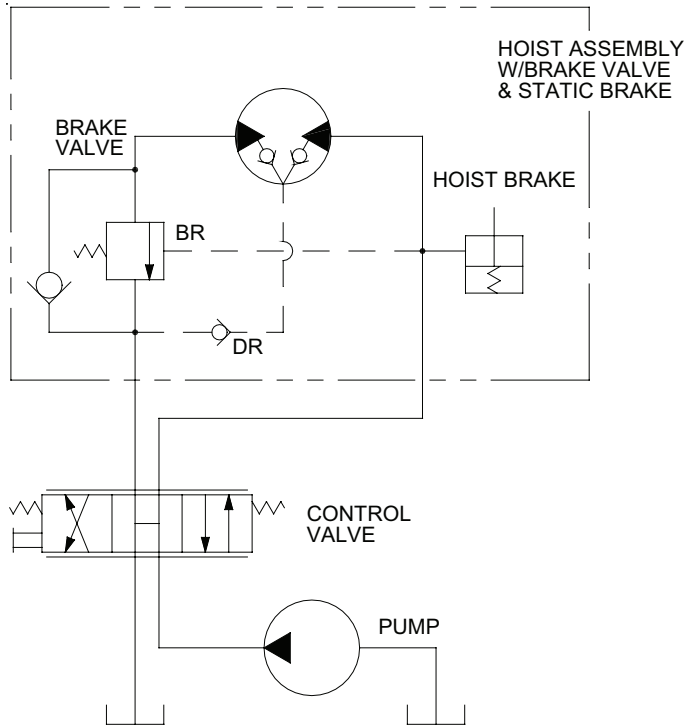 HOIST ASSEMBLY
W/BRAKE VALVE
& STATIC BRAKE
BRAKE
VALVE
HOIST BRAKE
BR
DR
CONTROL
VALVE
PUMP